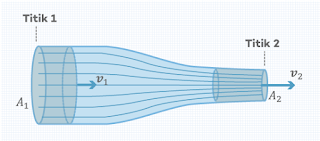 Titik 1
Titik 2
v₁
v₂
A₁
A₂